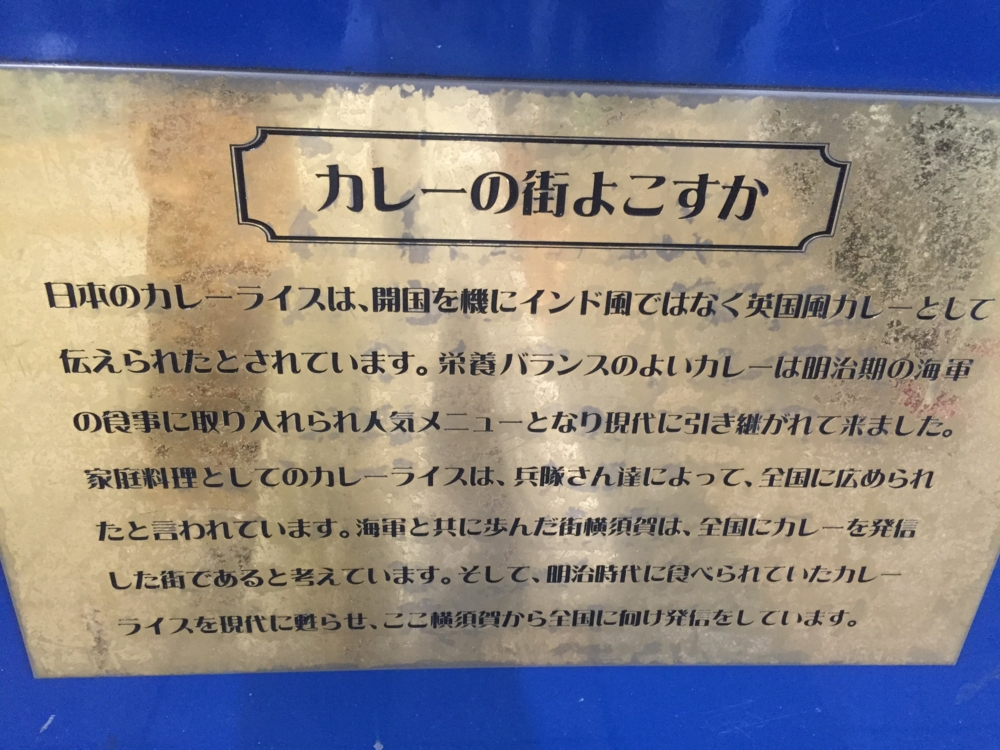 カレーの街よこすか
日本のカレーライスは、開国を機にインド風ではなく英国風カレーとして
伝えられたとされています。栄養バランスのよいカレーは明治期の海軍
の食事に取り入れられ人気メニューとなり現代に引き継がれて来ました。
家庭料理としてのカレーライスは、兵隊さん達によって、全国に広められ
たと言われています。海軍と共に歩んだ街横須賀は、全国にカレーを発信
した街であると考えています。そして、明治時代に食べられていたカレー
ライスを現代に甦らせ、ここ横須賀から全国に向け発信をしています。